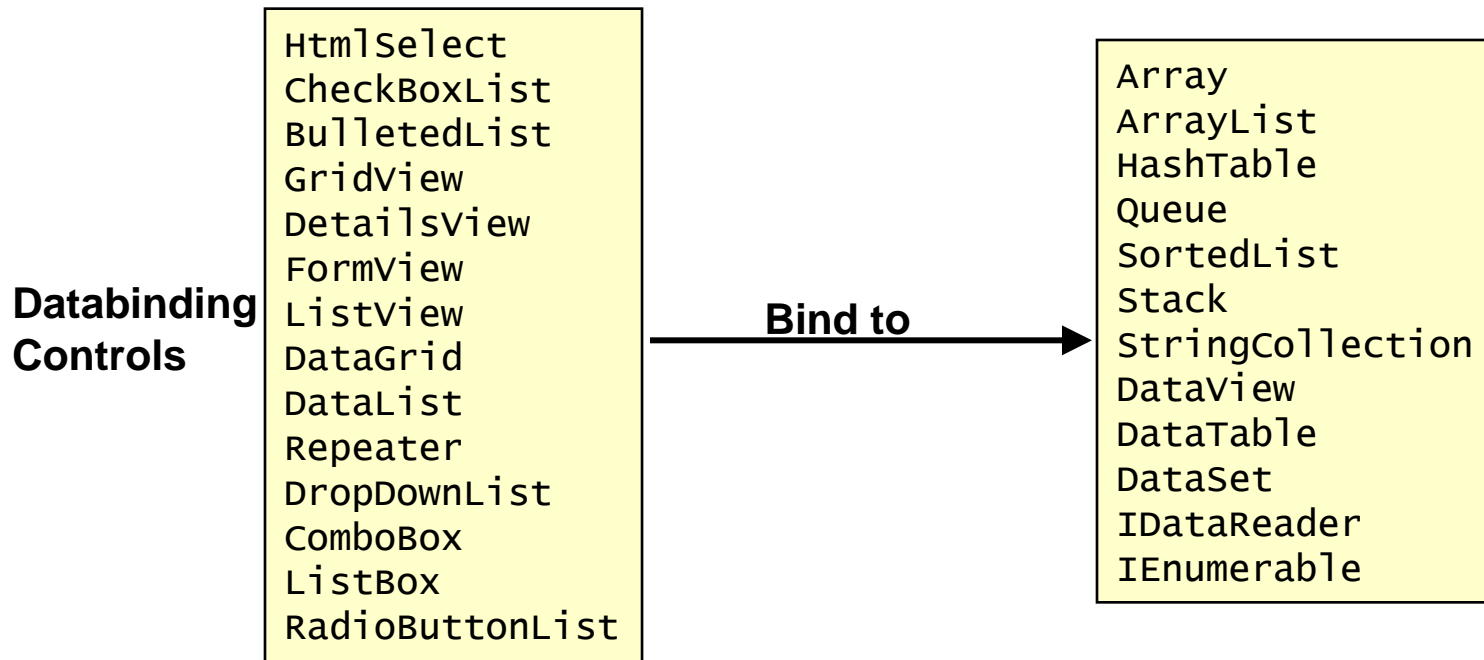 Databinding
Controls
HtmlSelect
CheckBoxList
BulletedList
GridView
DetailsView
FormView
ListView
DataGrid
DataList
Repeater
DropDownList
ComboBox
ListBox
RadioButtonList
Bind to
Array
ArrayList
HashTable
Queue
SortedList
Stack
StringCollection
DataView
DataTable
DataSet
IDataReader
IEnumerable